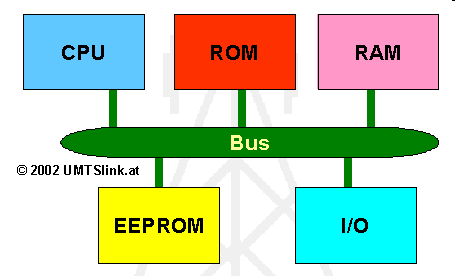 CPU
ROM
RAM
Bus
© 2002 UMTSlink.at
EEPROM
I/O